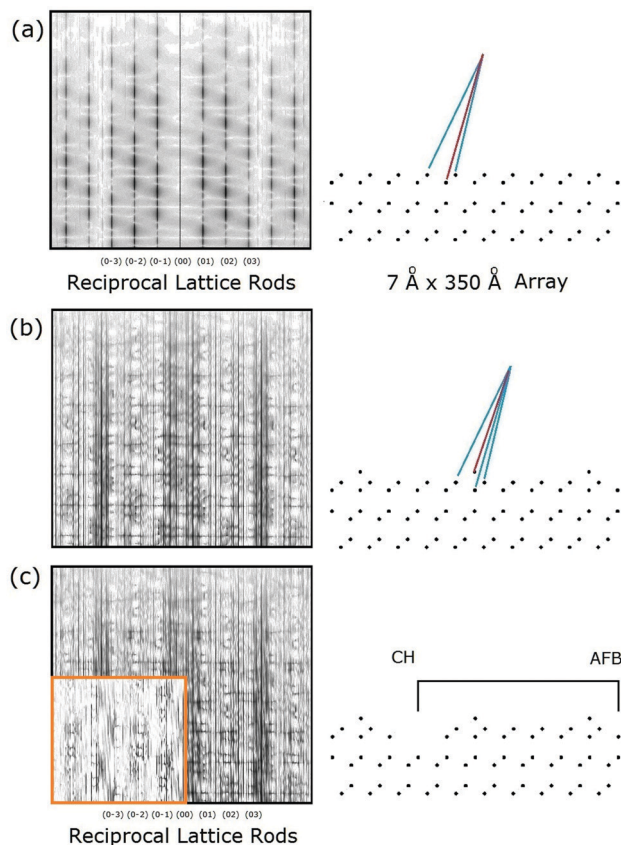 (a)
(0-3) (0-2) (0-1) (00) (01) (02) (03)
Reciprocal Lattice Rods
7 Å x 350 Å Array
(b)
(c)
CH
AFB
(0-3) (0-2) (0-1) (00) (01) (02) (03)
Reciprocal Lattice Rods